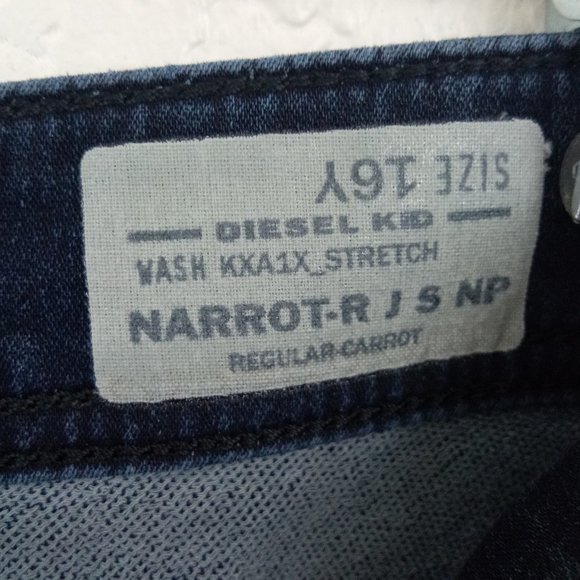 SIZE 16Y
DIESEL KID
WASH KXA1X_STRETCH
NARROT-R J S NP
REGULAR-CARROT